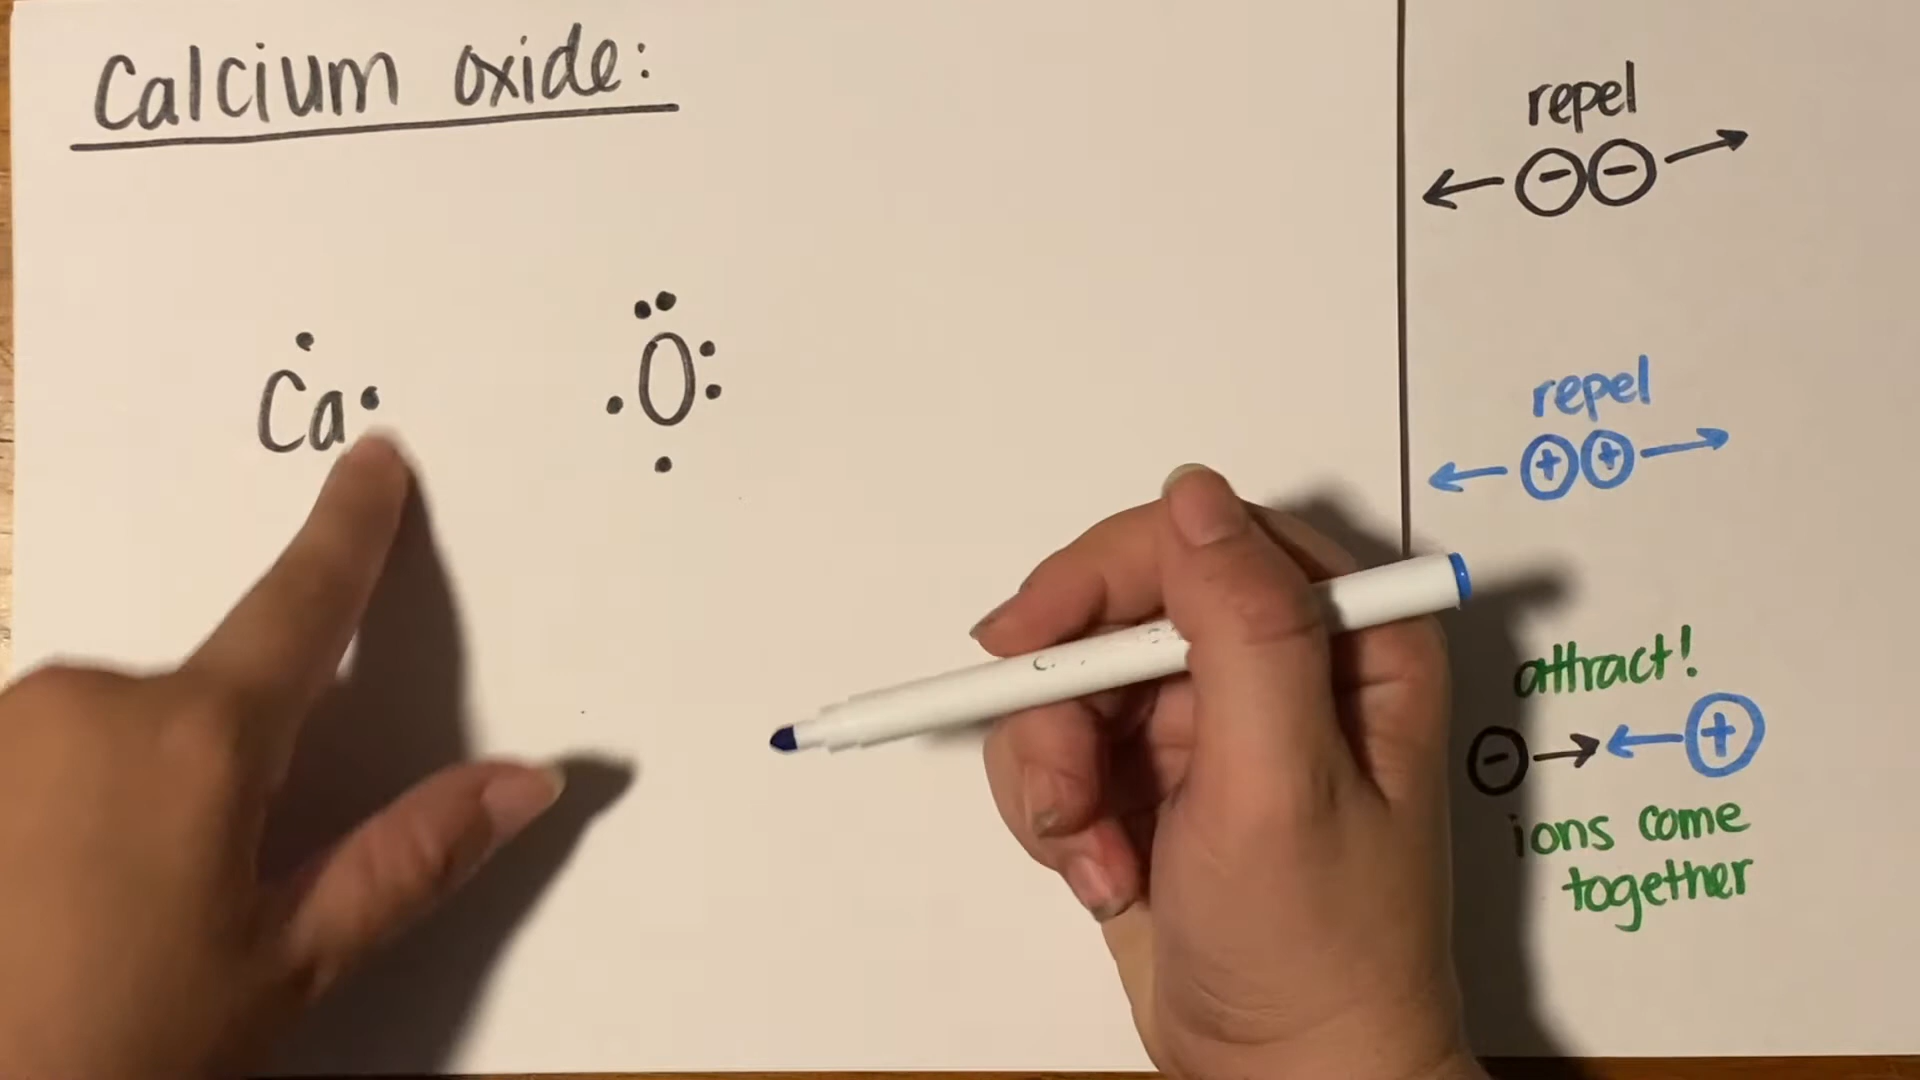 Calcium oxide:
Ca
O
repel
- -
repel
+ +
attract!
- +
ions come
together